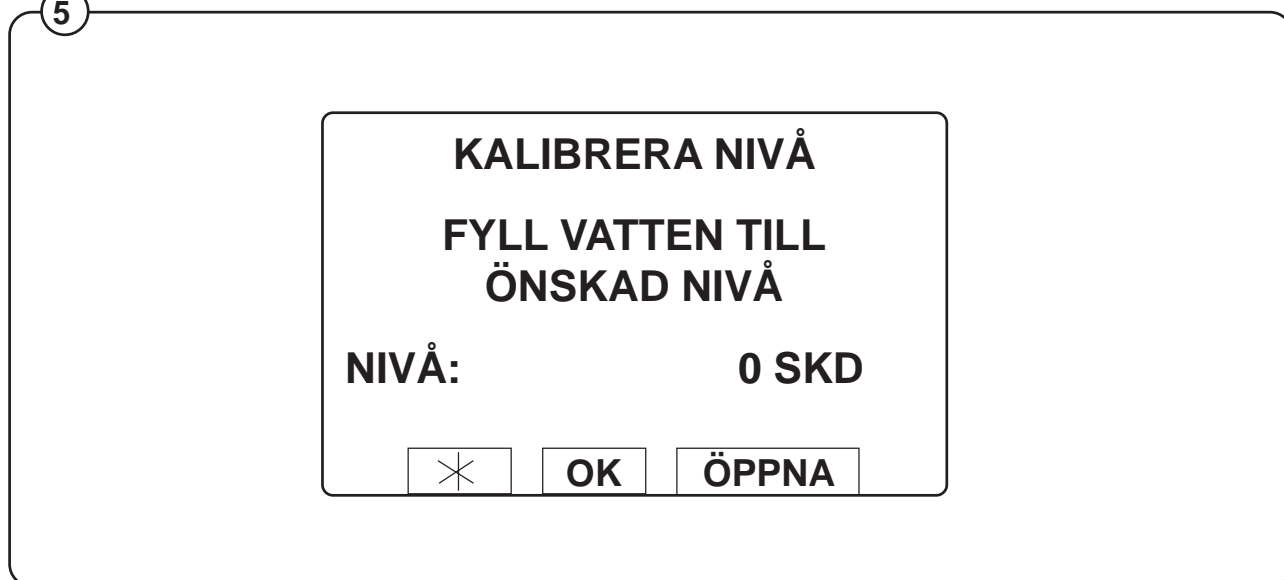 5
KALIBRERA NIVÅ
FYLL VATTEN TILL
ÖNSKAD NIVÅ
NIVÅ: 0 SKD
OK ÖPPNA